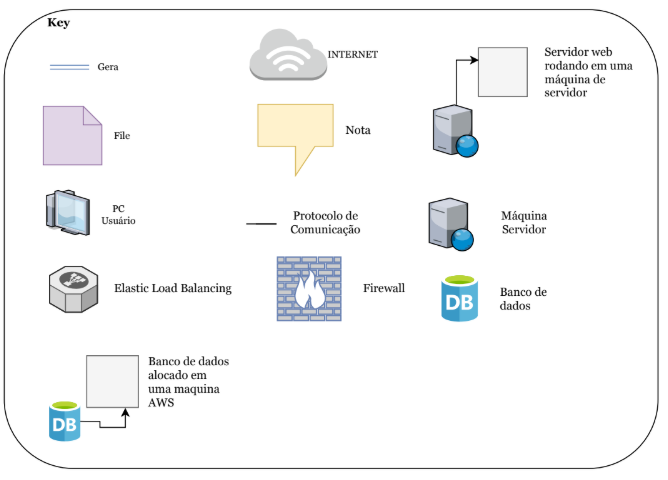 Key
Gera
INTERNET
Servidor web
rodando em uma
máquina de
servidor
File
Nota
PC
Usuário
Protocolo de
Comunicação
Máquina
Servidor
Elastic Load Balancing
Firewall
DB
Banco de
dados
Banco de dados
alocado em
uma maquina
AWS
DB